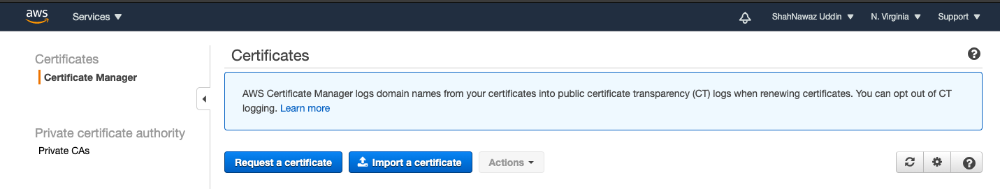 aws Services ShahNawaz Uddin N. Virginia Support
Certificates
Certificate Manager
Private certificate authority
Private CAs
Certificates
AWS Certificate Manager logs domain names from your certificates into public certificate transparency (CT) logs when renewing certificates. You can opt out of CT
logging. Learn more
Request a certificate Import a certificate Actions